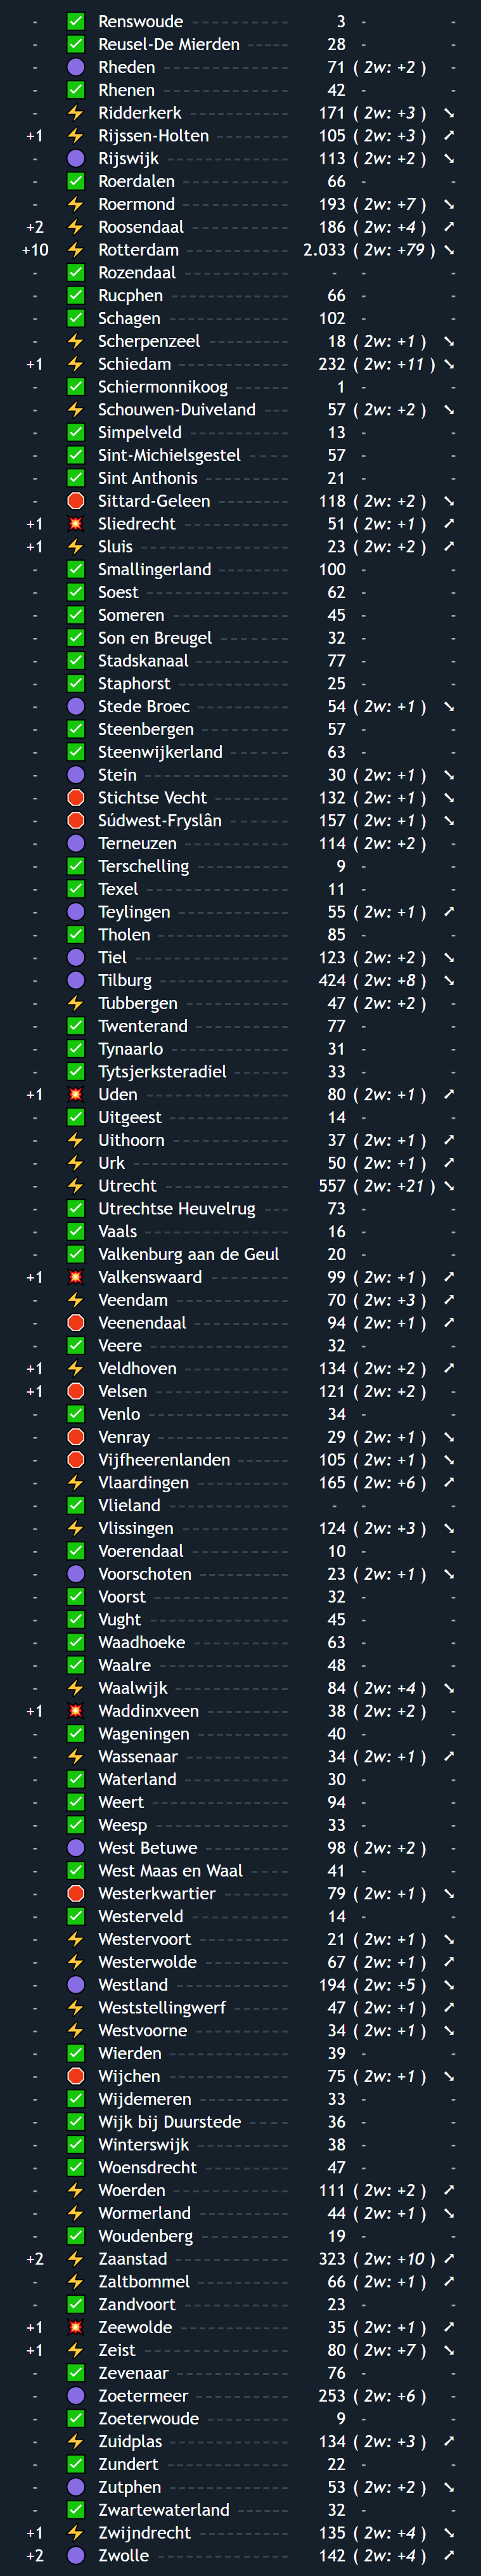 - ✅ Renswoude ------ 3 - -
- ✅ Reusel-De Mierden ------ 28 - -
- 🟣 Rheden ------ 71 ( 2w: +2 ) -
- ✅ Rhenen ------ 42 - -
- ⚡ Ridderkerk ------ 171 ( 2w: +3 ) ↘
+1 ⚡ Rijssen-Holten ------ 105 ( 2w: +3 ) ↗
- 🟣 Rijswijk ------ 113 ( 2w: +2 ) ↘
- ✅ Roerdalen ------ 66 - -
- ⚡ Roermond ------ 193 ( 2w: +7 ) ↘
+2 ⚡ Roosendaal ------ 186 ( 2w: +4 ) ↗
+10 ⚡ Rotterdam ------ 2.033 ( 2w: +79 ) ↘
- ✅ Rozendaal ------ - - -
- ✅ Rucphen ------ 66 - -
- ✅ Schagen ------ 102 - -
- ⚡ Scherpenzeel ------ 18 ( 2w: +1 ) ↘
+1 ⚡ Schiedam ------ 232 ( 2w: +11 ) ↘
- ✅ Schiermonnikoog ------ 1 - -
- ⚡ Schouwen-Duiveland ------ 57 ( 2w: +2 ) ↘
- ✅ Simpelveld ------ 13 - -
- ✅ Sint-Michielsgestel ------ 57 - -
- ✅ Sint Anthonis ------ 21 - -
- 🛑 Sittard-Geleen ------ 118 ( 2w: +2 ) ↘
+1 💥 Sliedrecht ------ 51 ( 2w: +1 ) ↗
+1 ⚡ Sluis ------ 23 ( 2w: +2 ) ↗
- ✅ Smallingerland ------ 100 - -
- ✅ Soest ------ 62 - -
- ✅ Someren ------ 45 - -
- ✅ Son en Breugel ------ 32 - -
- ✅ Stadskanaal ------ 77 - -
- ✅ Staphorst ------ 25 - -
- 🟣 Stede Broec ------ 54 ( 2w: +1 ) ↘
- ✅ Steenbergen ------ 57 - -
- ✅ Steenwijkerland ------ 63 - -
- 🟣 Stein ------ 30 ( 2w: +1 ) ↘
- 🛑 Stichtse Vecht ------ 132 ( 2w: +1 ) ↘
- 🛑 Súdwest-Fryslân ------ 157 ( 2w: +1 ) ↘
- 🟣 Terneuzen ------ 114 ( 2w: +2 ) -
- ✅ Terschelling ------ 9 - -
- ✅ Texel ------ 11 - -
- 🟣 Teylingen ------ 55 ( 2w: +1 ) ↗
- ✅ Tholen ------ 85 - -
- 🟣 Tiel ------ 123 ( 2w: +2 ) ↘
- 🟣 Tilburg ------ 424 ( 2w: +8 ) ↘
- ⚡ Tubbergen ------ 47 ( 2w: +2 ) -
- ✅ Twenterand ------ 77 - -
- ✅ Tynaarlo ------ 31 - -
- ✅ Tytsjerksteradiel ------ 33 - -
+1 💥 Uden ------ 80 ( 2w: +1 ) ↗
- ✅ Uitgeest ------ 14 - -
- ⚡ Uithoorn ------ 37 ( 2w: +1 ) ↗
- ⚡ Urk ------ 50 ( 2w: +1 ) ↗
- ⚡ Utrecht ------ 557 ( 2w: +21 ) ↘
- ✅ Utrechtse Heuvelrug ---- 73 - -
- ✅ Vaals ------ 16 - -
- ✅ Valkenburg aan de Geul 20 - -
+1 💥 Valkenswaard ------ 99 ( 2w: +1 ) ↗
- ⚡ Veendam ------ 70 ( 2w: +3 ) ↗
- 🛑 Veenendaal ------ 94 ( 2w: +1 ) ↗
- ✅ Veere ------ 32 - -
+1 ⚡ Veldhoven ------ 134 ( 2w: +2 ) ↗
+1 🛑 Velsen ------ 121 ( 2w: +2 ) -
- ✅ Venlo ------ 34 - -
- 🛑 Venray ------ 29 ( 2w: +1 ) ↘
- 🛑 Vijfheerenlanden ------ 105 ( 2w: +1 ) ↘
- ⚡ Vlaardingen ------ 165 ( 2w: +6 ) ↗
- ✅ Vlieland ------ - - -
- ⚡ Vlissingen ------ 124 ( 2w: +3 ) ↘
- ✅ Voerendaal ------ 10 - -
- 🟣 Voorschoten ------ 23 ( 2w: +1 ) ↘
- ✅ Voorst ------ 32 - -
- ✅ Vught ------ 45 - -
- ✅ Waadhoeke ------ 63 - -
- ✅ Waalre ------ 48 - -
- ⚡ Waalwijk ------ 84 ( 2w: +4 ) ↘
+1 💥 Waddinxveen ------ 38 ( 2w: +2 ) -
- ✅ Wageningen ------ 40 - -
- ⚡ Wassenaar ------ 34 ( 2w: +1 ) ↗
- ✅ Waterland ------ 30 - -
- ✅ Weert ------ 94 - -
- ✅ Weesp ------ 33 - -
- 🟣 West Betuwe ------ 98 ( 2w: +2 ) -
- ✅ West Maas en Waal ------ 41 - -
- 🛑 Westerkwartier ------ 79 ( 2w: +1 ) ↘
- ✅ Westerveld ------ 14 - -
- ⚡ Westervoort ------ 21 ( 2w: +1 ) ↘
- ⚡ Westerwolde ------ 67 ( 2w: +1 ) ↗
- 🟣 Westland ------ 194 ( 2w: +5 ) ↘
- ⚡ Weststellingwerf ------ 47 ( 2w: +1 ) ↗
- ⚡ Westvoorne ------ 34 ( 2w: +1 ) ↘
- ✅ Wierden ------ 39 - -
- 🛑 Wijchen ------ 75 ( 2w: +1 ) ↘
- ✅ Wijdemeren ------ 33 - -
- ✅ Wijk bij Duurstede ---- 36 - -
- ✅ Winterswijk ------ 38 - -
- ✅ Woensdrecht ------ 47 - -
- ⚡ Woerden ------ 111 ( 2w: +2 ) ↗
- ⚡ Wormerland ------ 44 ( 2w: +1 ) ↘
- ✅ Woudenberg ------ 19 - -
+2 ⚡ Zaanstad ------ 323 ( 2w: +10 ) ↗
- ⚡ Zaltbommel ------ 66 ( 2w: +1 ) ↗
- ✅ Zandvoort ------ 23 - -
+1 💥 Zeewolde ------ 35 ( 2w: +1 ) ↗
+1 ⚡ Zeist ------ 80 ( 2w: +7 ) ↘
- ✅ Zevenaar ------ 76 - -
- 🟣 Zoetermeer ------ 253 ( 2w: +6 ) -
- ✅ Zoeterwoude ------ 9 - -
- ⚡ Zuidplas ------ 134 ( 2w: +3 ) ↗
- ✅ Zundert ------ 22 - -
- 🟣 Zutphen ------ 53 ( 2w: +2 ) ↘
- ✅ Zwartewaterland ------ 32 - -
+1 ⚡ Zwijndrecht ------ 135 ( 2w: +4 ) ↘
+2 🟣 Zwolle ------ 142 ( 2w: +4 ) ↗